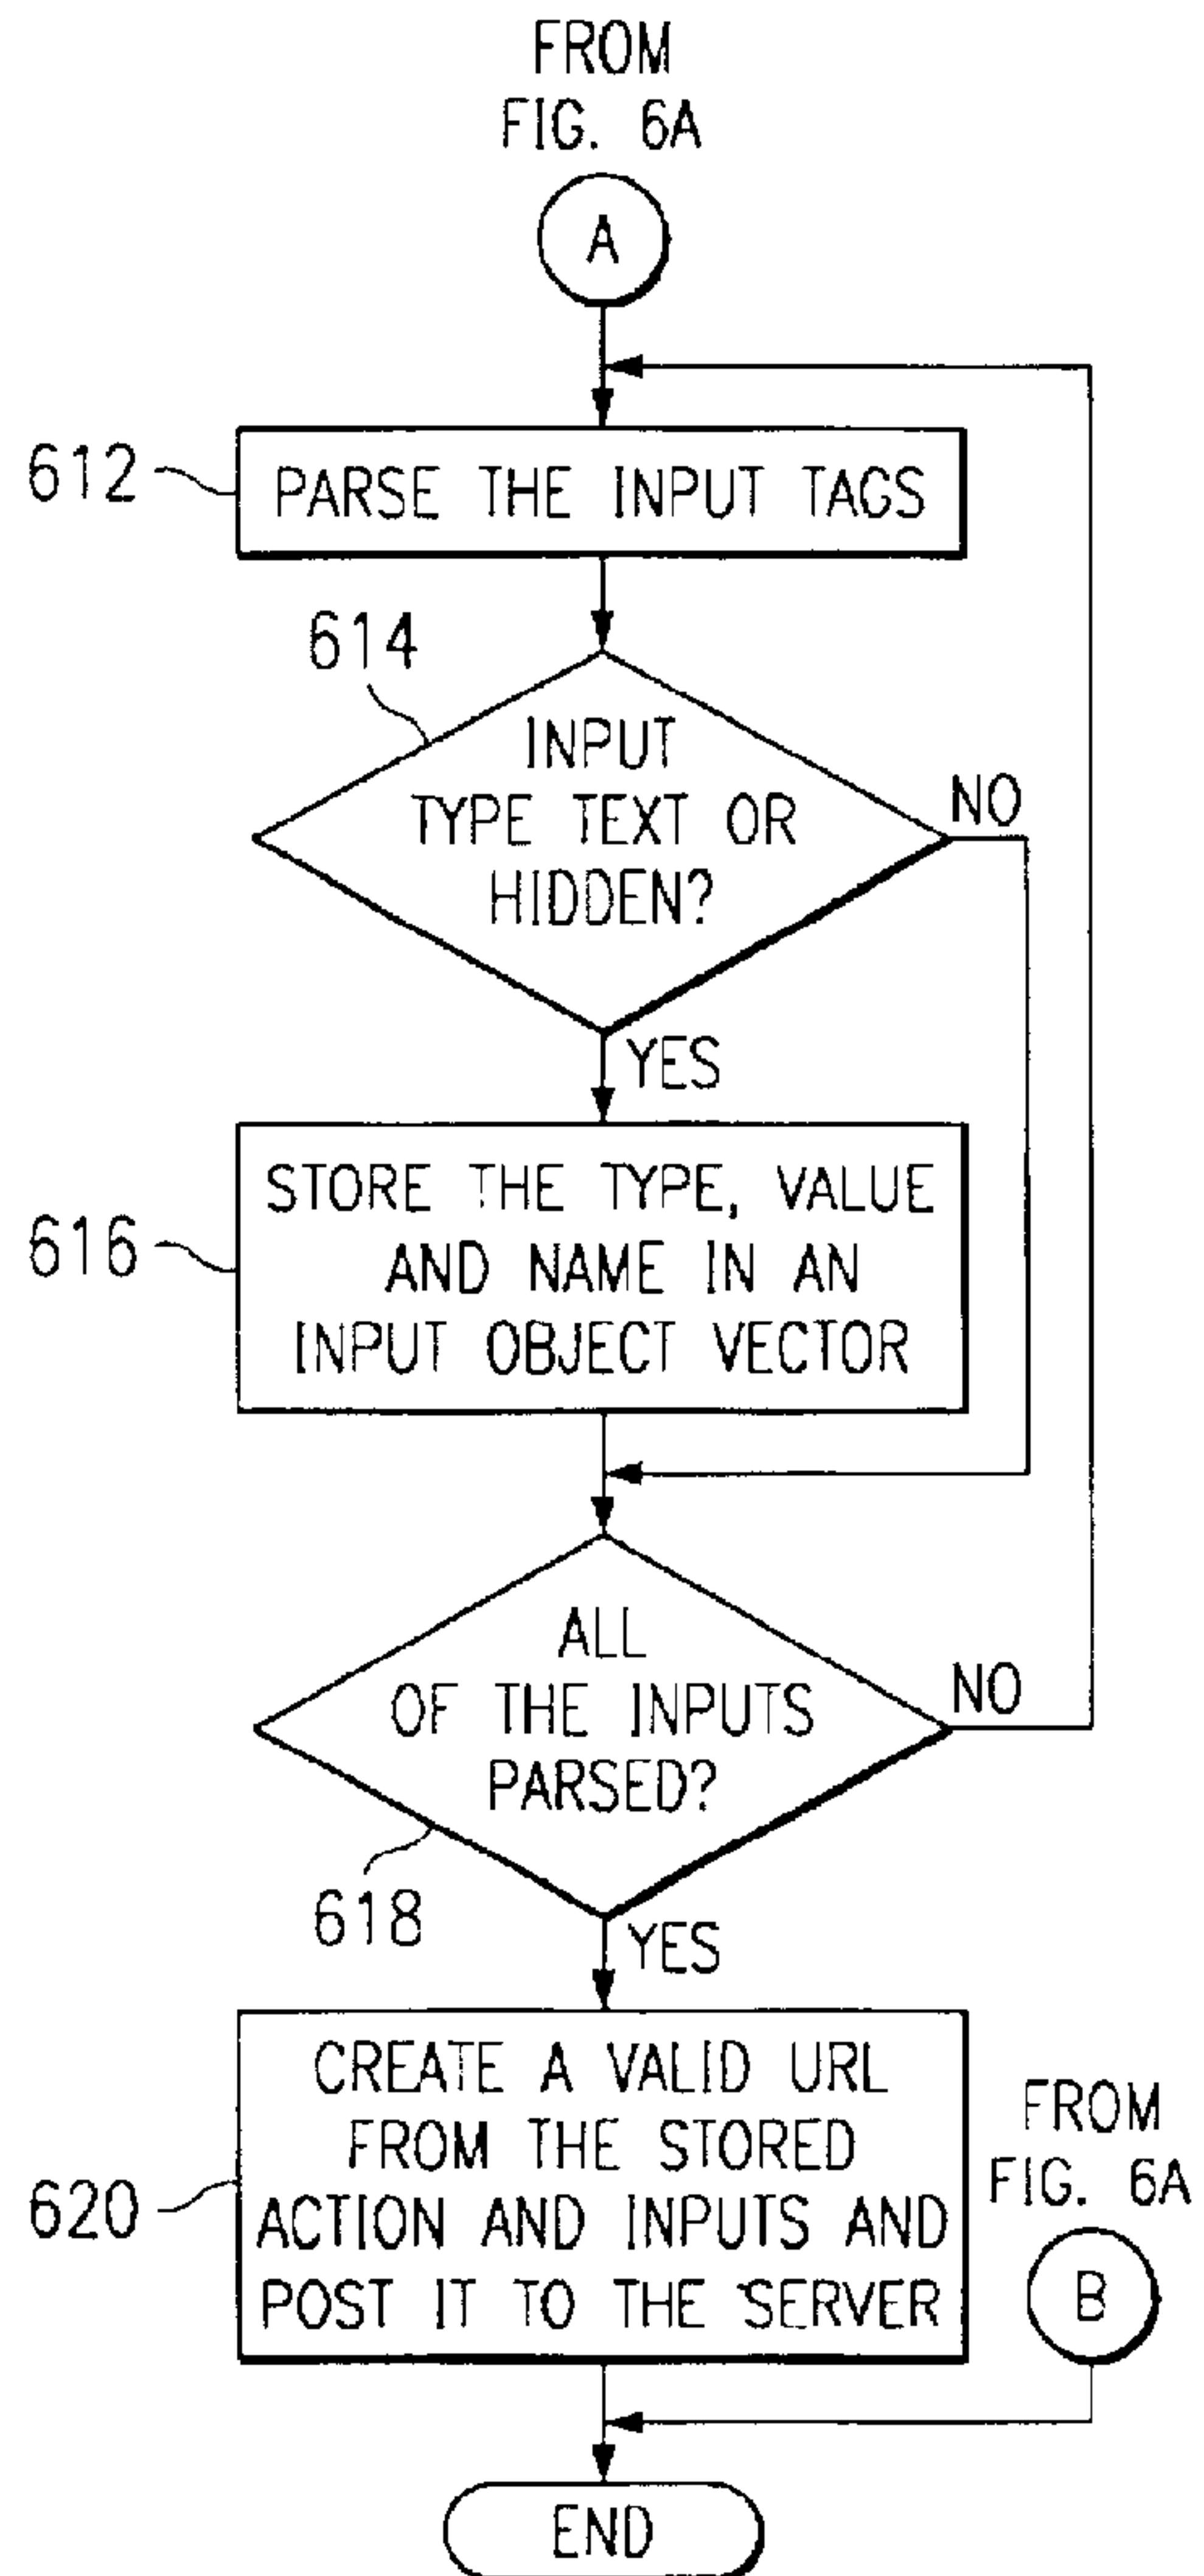 FROM
FIG. 6A
A
612
PARSE THE INPUT TAGS
614
INPUT
TYPE TEXT OR
HIDDEN?
NO
YES
616
STORE THE TYPE, VALUE
AND NAME IN AN
INPUT OBJECT VECTOR
ALL
OF THE INPUTS
PARSED?
NO
618
YES
620
CREATE A VALID URL
FROM THE STORED
ACTION AND INPUTS AND
POST IT TO THE SERVER
FROM
FIG. 6A
B
END